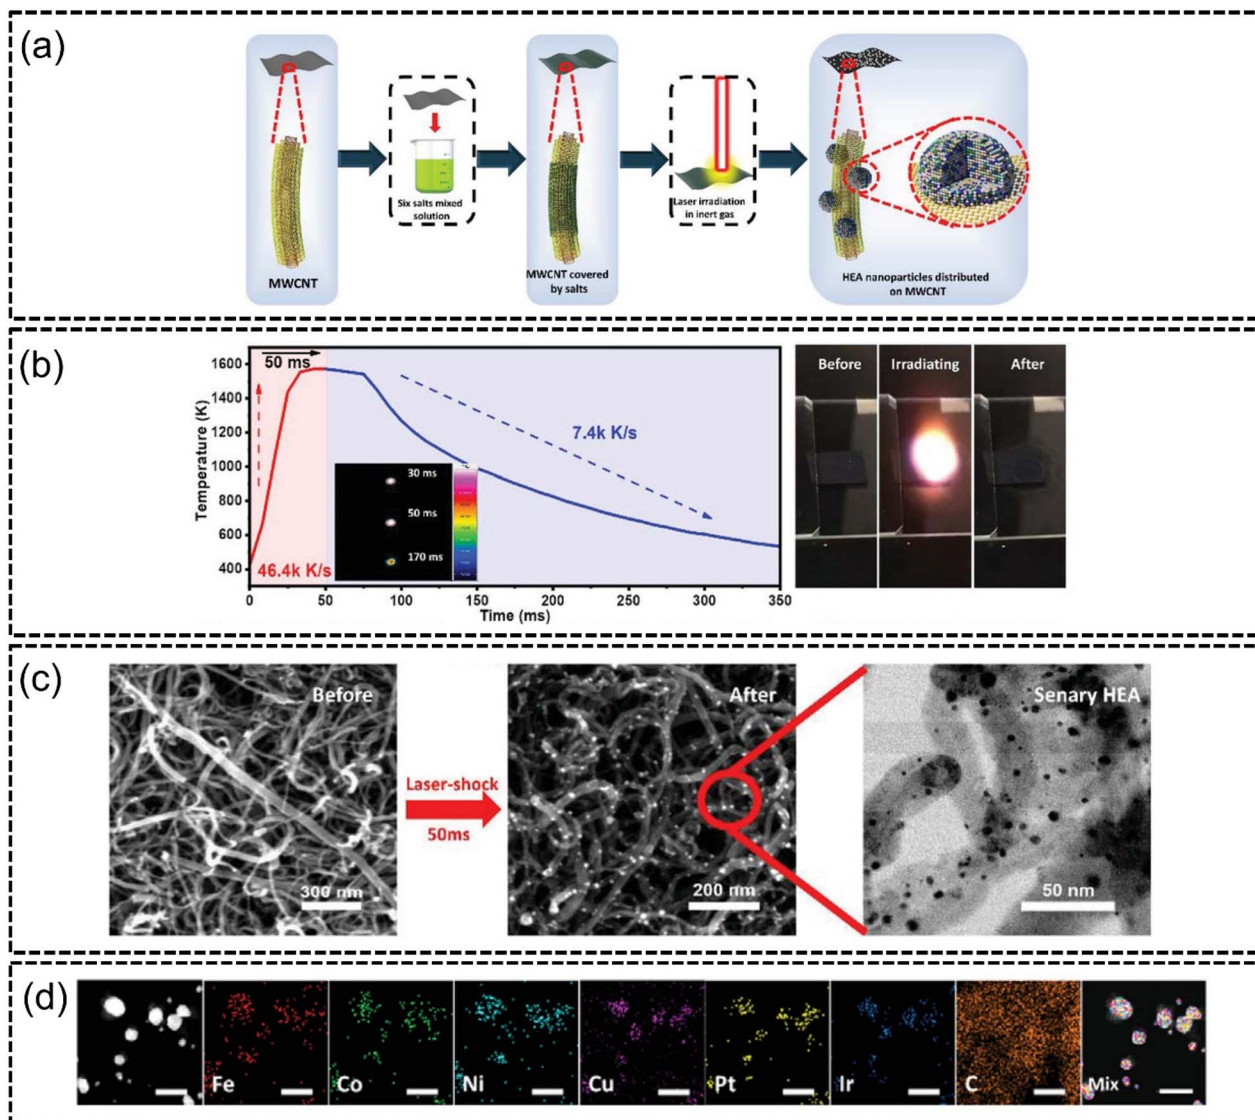 (a)
MWCNT
Six salts mixed
solution
MWCNT covered
by salts
Laser irradiation
in inert gas
HEA nanoparticles distributed
on MWCNT
(b)
Temperature (K)
1600
1400
1200
1000
800
600
400
50 ms
46.4k K/s
7.4k K/s
30 ms
50 ms
170 ms
0
50
100
150
200
250
300
350
Time (ms)
Before
Irradiating
After
(c)
Before
300 nm
Laser-shock
50ms
After
200 nm
Senary HEA
50 nm
(d)
Fe
Co
Ni
Cu
Pt
Ir
C
Mix